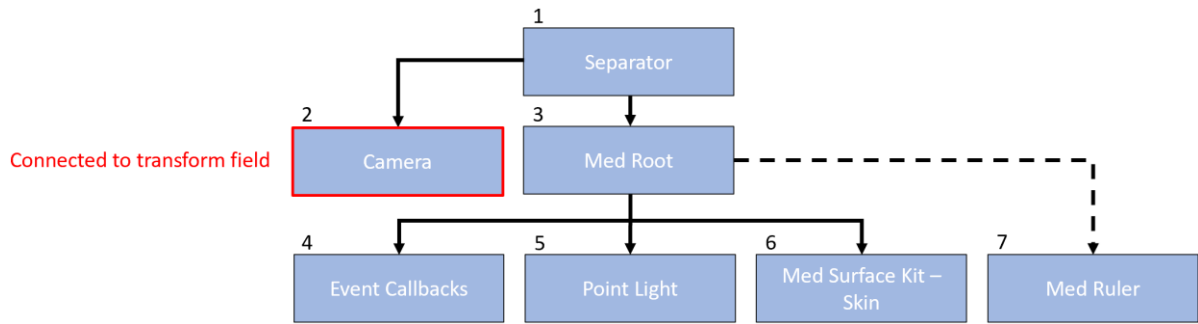 1
Separator
2
3
Connected to transform field
Camera
Med Root
4
5
6
7
Event Callbacks
Point Light
Med Surface Kit –
Skin
Med Ruler